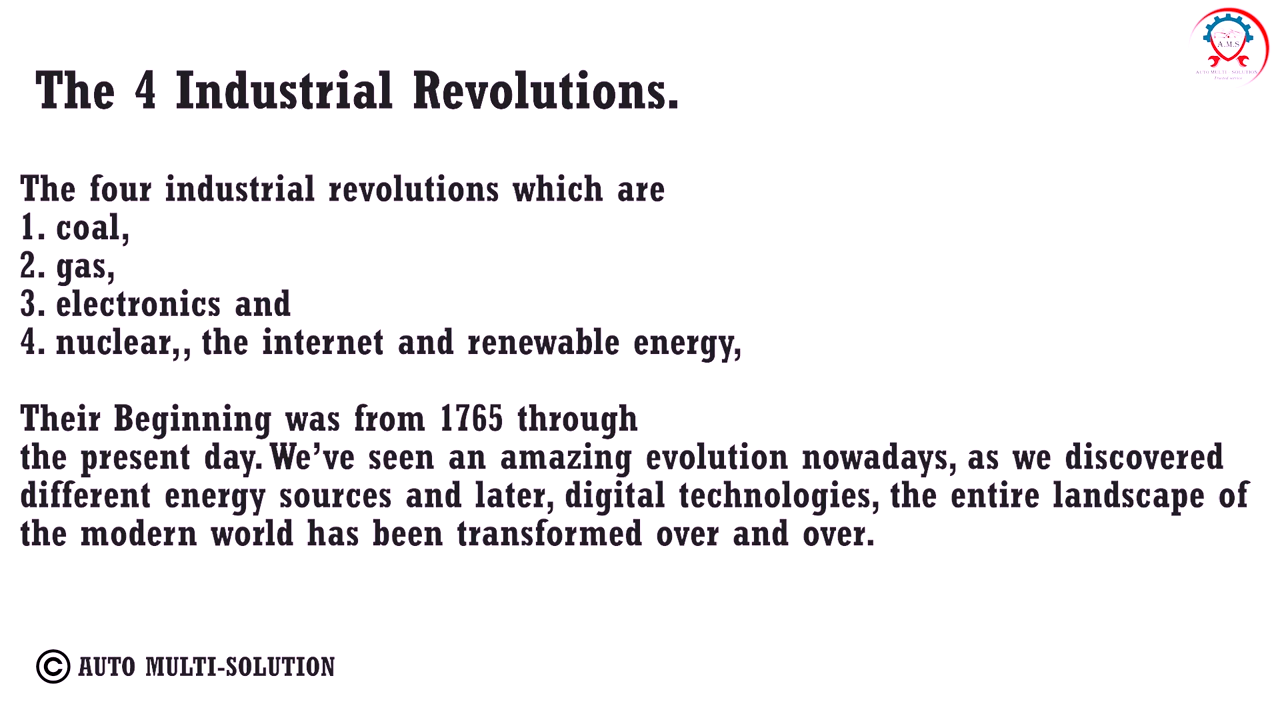 A.M.S
AUTO MULTI - SOLUTION
The 4 Industrial Revolutions.
The four industrial revolutions which are
1. coal,
2. gas,
3. electronics and
4. nuclear,, the internet and renewable energy,
Their Beginning was from 1765 through
the present day. We’ve seen an amazing evolution nowadays, as we discovered
different energy sources and later, digital technologies, the entire landscape of
the modern world has been transformed over and over.
© AUTO MULTI-SOLUTION